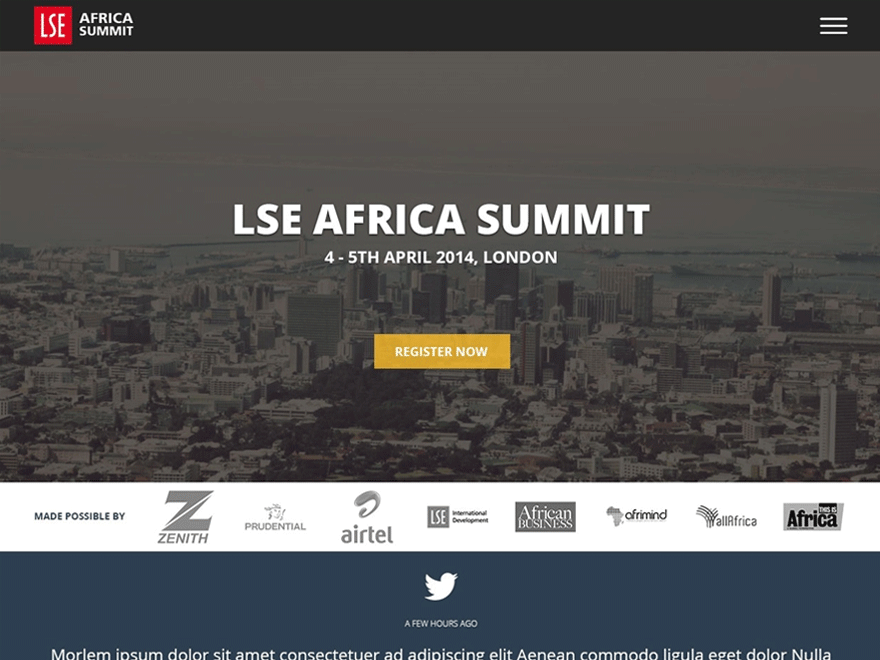 LSE AFRICA
SUMMIT
LSE AFRICA SUMMIT
4 - 5TH APRIL 2014, LONDON
REGISTER NOW
MADE POSSIBLE BY
ZENITH
PRUDENTIAL
airtel
LSE International
Development
African
BUSINESS
afrimind
allAfrica
THIS IS
Africa
A FEW HOURS AGO
Morlem ipsum dolor sit amet consectetuer ad adipiscing elit Aenean commodo ligula eget dolor Nulla